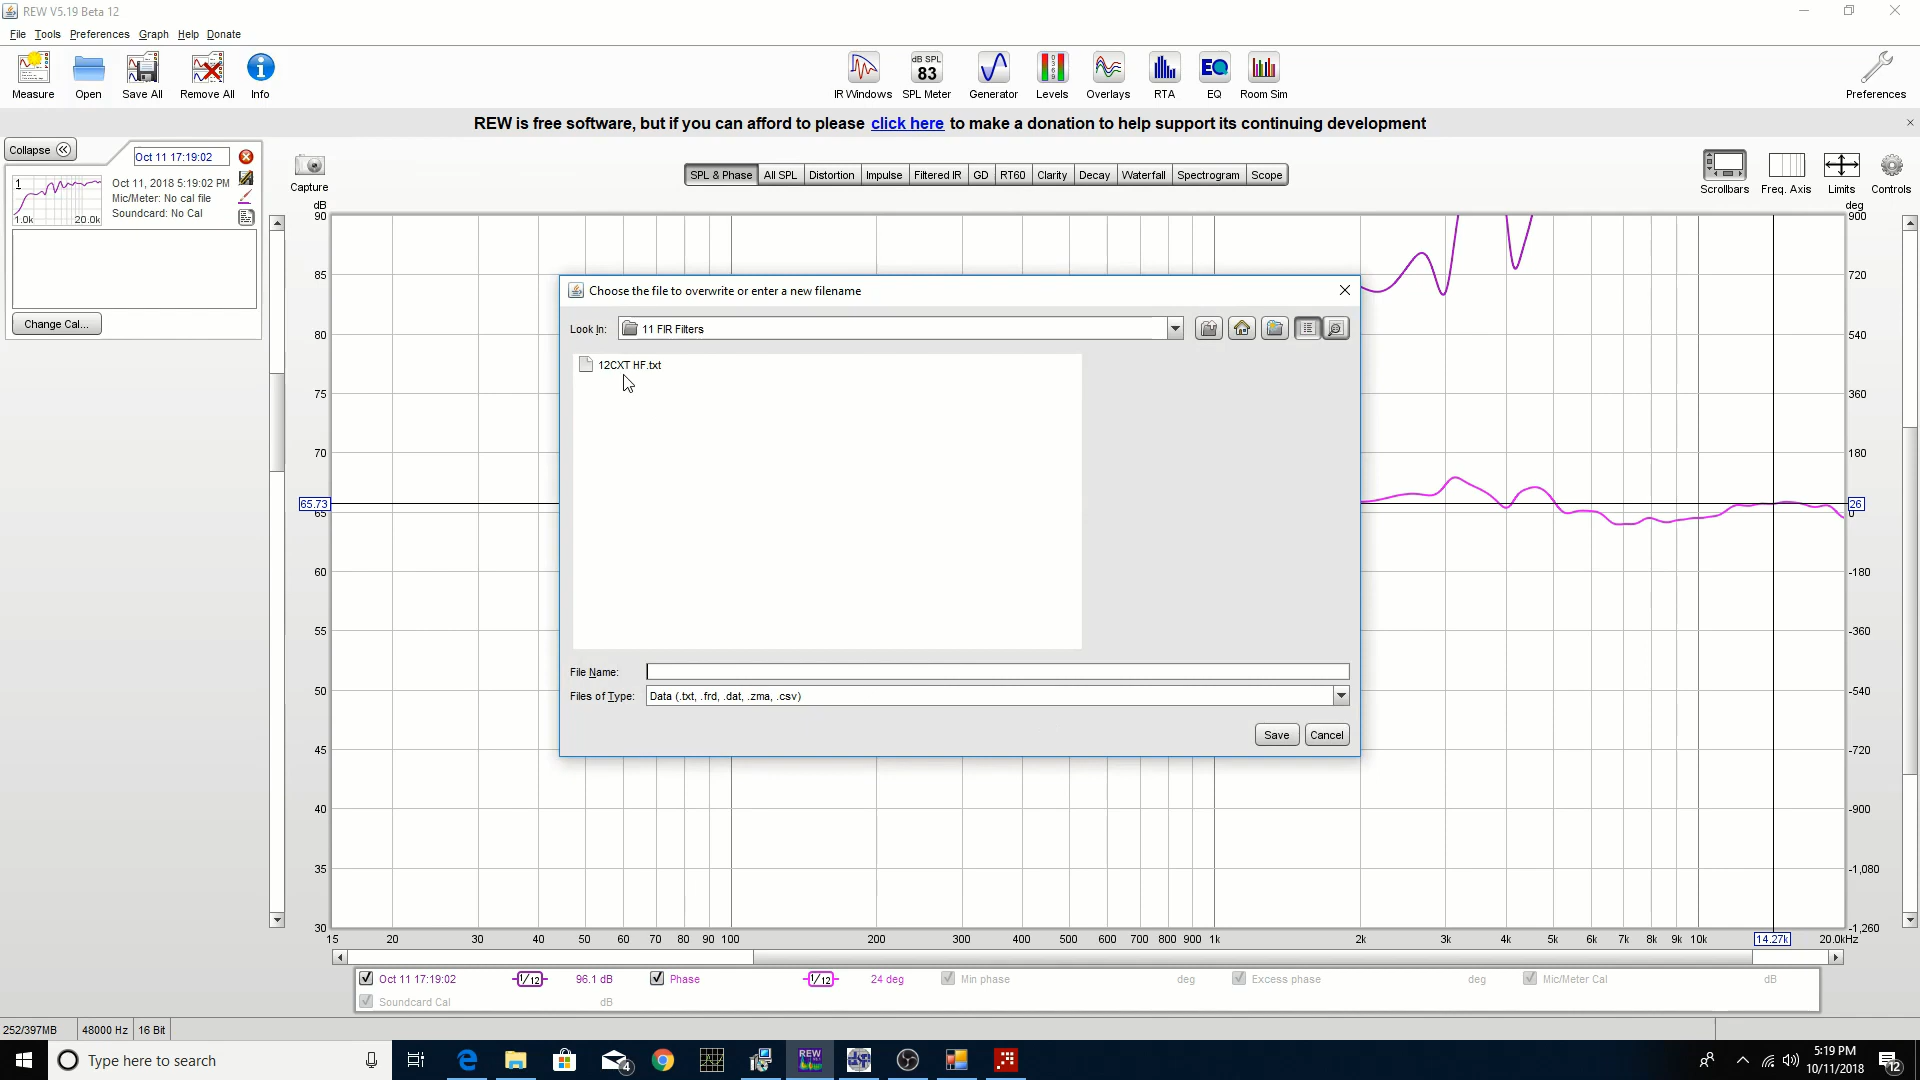 REW V5.19 Beta 12
File Tools Preferences Graph Help Donate
Measure Open Save All Remove All Info
dB SPL
83
IR Windows SPL Meter Generator Levels Overlays RTA EQ Room Sim
EQ
Preferences
REW is free software, but if you can afford to please click here to make a donation to help support its continuing development
Collapse
Oct 11 17:19:02
1
1.0k 20.0k
Oct 11, 2018 5:19:02 PM
Mic/Meter: No cal file
Soundcard: No Cal
Change Cal...
Capture
SPL & Phase All SPL Distortion Impulse Filtered IR GD RT60 Clarity Decay Waterfall Spectrogram Scope
Scrollbars Freq. Axis Limits Controls
dB
90
85
80
75
70
65.73
65
60
55
50
45
40
35
30
deg
900
720
540
360
180
26
0
-180
-360
-540
-720
-900
-1,080
-1,260
Choose the file to overwrite or enter a new filename
Look In: 11 FIR Filters
12CXT HF.txt
File Name:
Files of Type: Data (.txt, .frd, .dat, .zma, .csv)
Save Cancel
15 20 30 40 50 60 70 80 90 100 200 300 400 500 600 700 800 900 1k 2k 3k 4k 5k 6k 7k 8k 9k 10k 14.27k 20.0kHz
Oct 11 17:19:02 1/12 96.1 dB Phase 1/12 24 deg Min phase deg Excess phase deg Mic/Meter Cal dB
Soundcard Cal dB
252/397MB 48000 Hz 16 Bit
Type here to search
4
REW
5:19 PM
10/11/2018
12